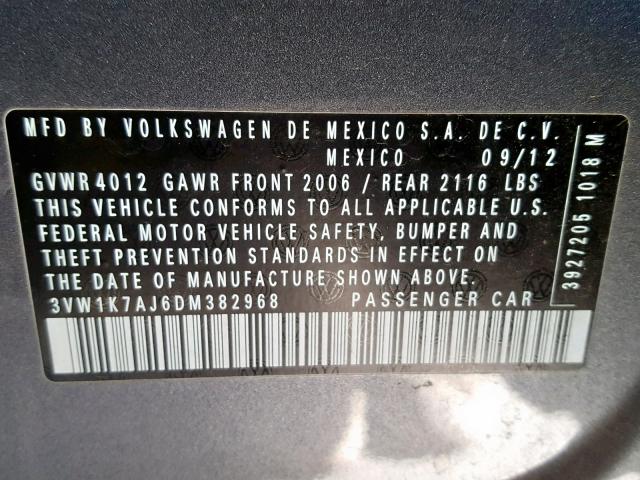 MFD BY VOLKSWAGEN DE MEXICO S.A. DE C.V.
MEXICO 09/12
GVWR 4012 GAWR FRONT 2006 / REAR 2116 LBS
THIS VEHICLE CONFORMS TO ALL APPLICABLE U.S.
FEDERAL MOTOR VEHICLE SAFETY, BUMPER AND
THEFT PREVENTION STANDARDS IN EFFECT ON
THE DATE OF MANUFACTURE SHOWN ABOVE.
3VW1K7AJ6DM382968 PASSENGER CAR
3927205 1018 M